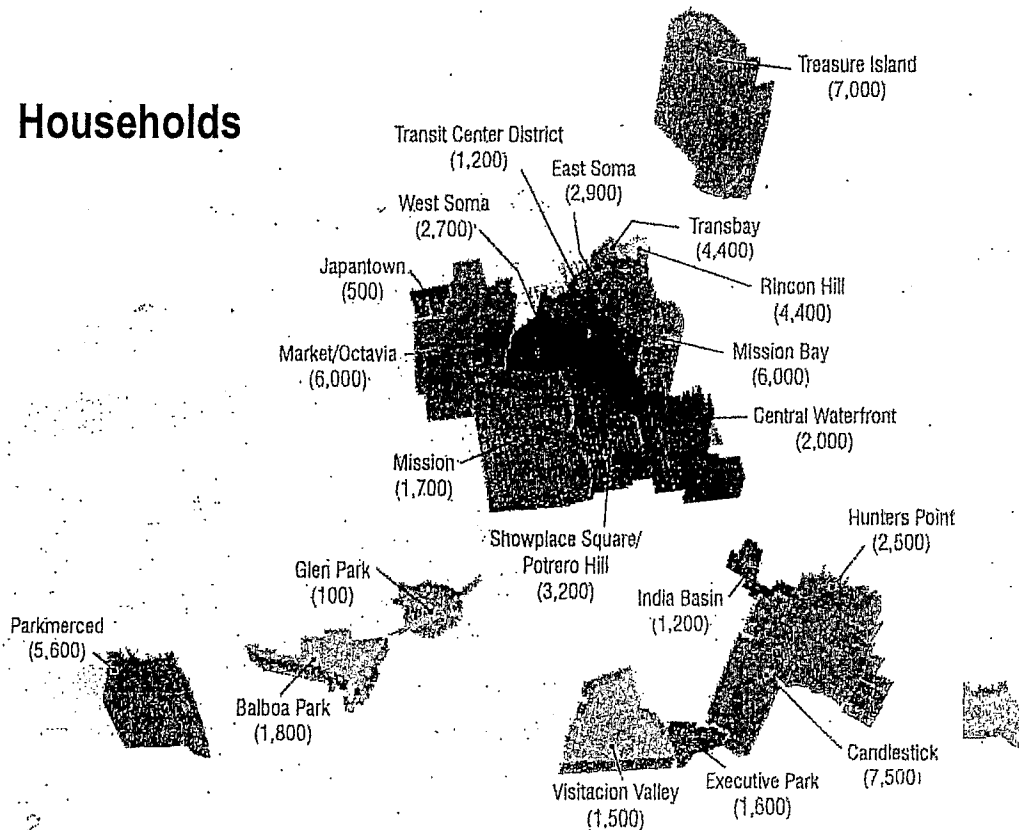 Treasure Island
(7,000)
Households
Transit Center District
(1,200)
East Soma
(2,900)
West Soma
(2,700)
Transbay
(4,400)
Japantown
(500)
Rincon Hill
(4,400)
Market/Octavia
(6,000)
Mission Bay
(6,000)
Central Waterfront
(2,000)
Mission
(1,700)
Hunters Point
(2,500)
Showplace Square/
Potrero Hill
(3,200)
Glen Park
(100)
India Basin
(1,200)
Parkmerced
(5,600)
Balboa Park
(1,800)
Candlestick
(7,500)
Executive Park
(1,600)
Visitacion Valley
(1,500)